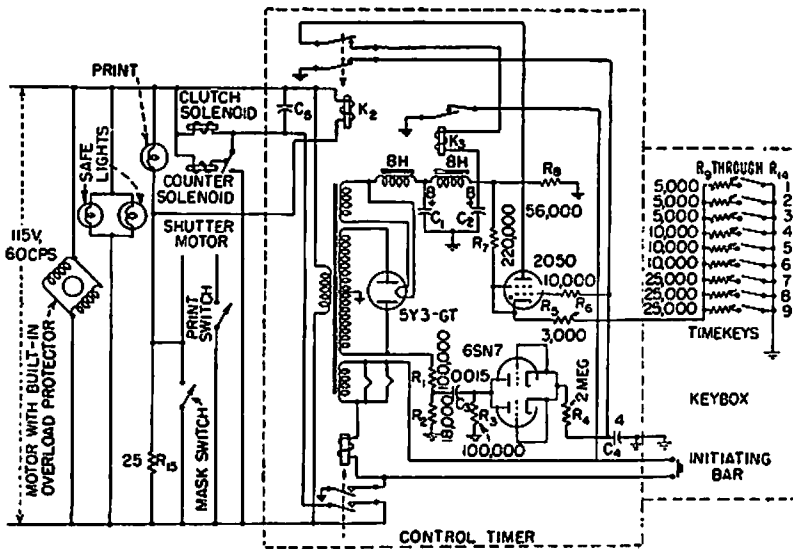 PRINT
CLUTCH
SOLENOID
C5
K2
K3
SAFE
LIGHTS
8H
8H
R8
R9 THROUGH R14
5,000 1
5,000 2
5,000 3
10,000 4
10,000 5
10,000 6
25,000 7
25,000 8
25,000 9
COUNTER
SOLENOID
8
8
C1
C2
56,000
R7
220,000
SHUTTER
MOTOR
115V,
60CPS
2050
10,000
R6
R5
3,000
5Y3-GT
TIMEKEYS
PRINT
SWITCH
MOTOR WITH BUILT-IN
OVERLOAD PROTECTOR
6SN7
R1
100,000
.0015
C3
R2
18,000
R3
100,000
2 MEG
R4
KEYBOX
4
C4
25
R15
MASK SWITCH
INITIATING
BAR
CONTROL TIMER